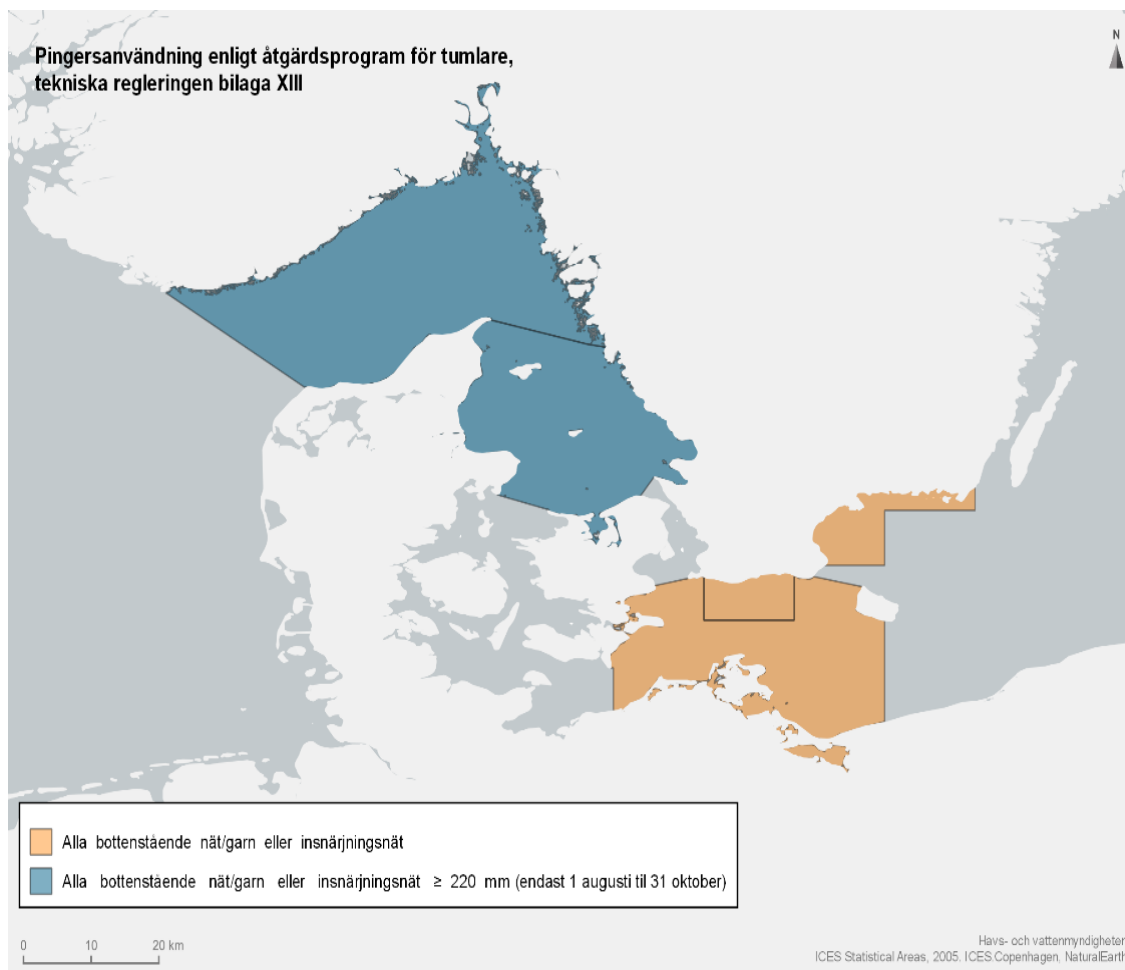 Pingersanvändning enligt åtgärdsprogram för tumlare,
tekniska regleringen bilaga XIII
N
Alla bottenstående nät/garn eller insnärjningsnät
Alla bottenstående nät/garn eller insnärjningsnät ≥ 220 mm (endast 1 augusti til 31 oktober)
0 10 20 km
Havs- och vattenmyndigheten
ICES Statistical Areas, 2005. ICES Copenhagen. NaturalEarth